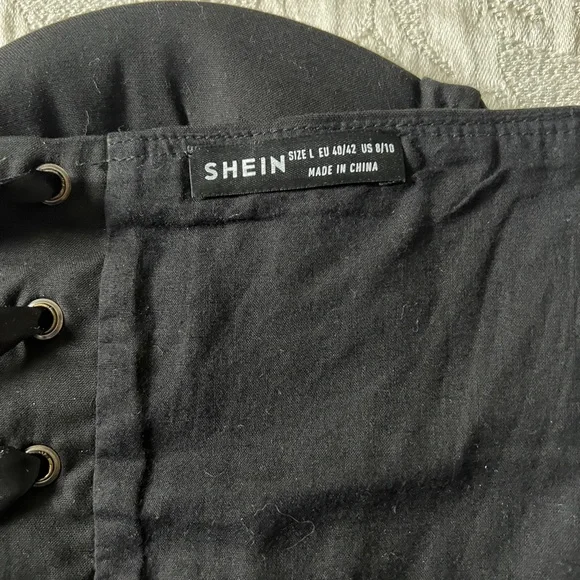 SHEIN
SIZE L EU 40/42 US 8/10
MADE IN CHINA